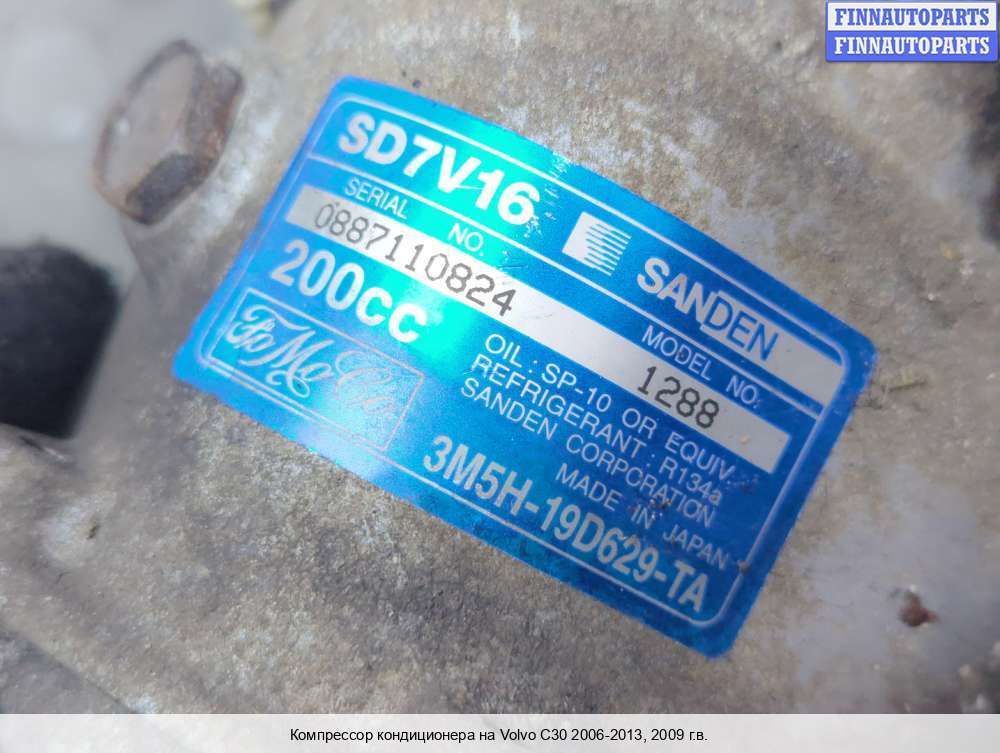 FINNAUTOPARTS
FINNAUTOPARTS
SD7V16
SANDEN
SERIAL NO.
MODEL NO.
0887110824
1288
200CC
OIL : SP-10 OR EQUIV.
REFRIGERANT : R134a
SANDEN CORPORATION
MADE IN JAPAN
FoMoCo
3M5H-19D629-TA
Компрессор кондиционера на Volvo C30 2006-2013, 2009 г.в.